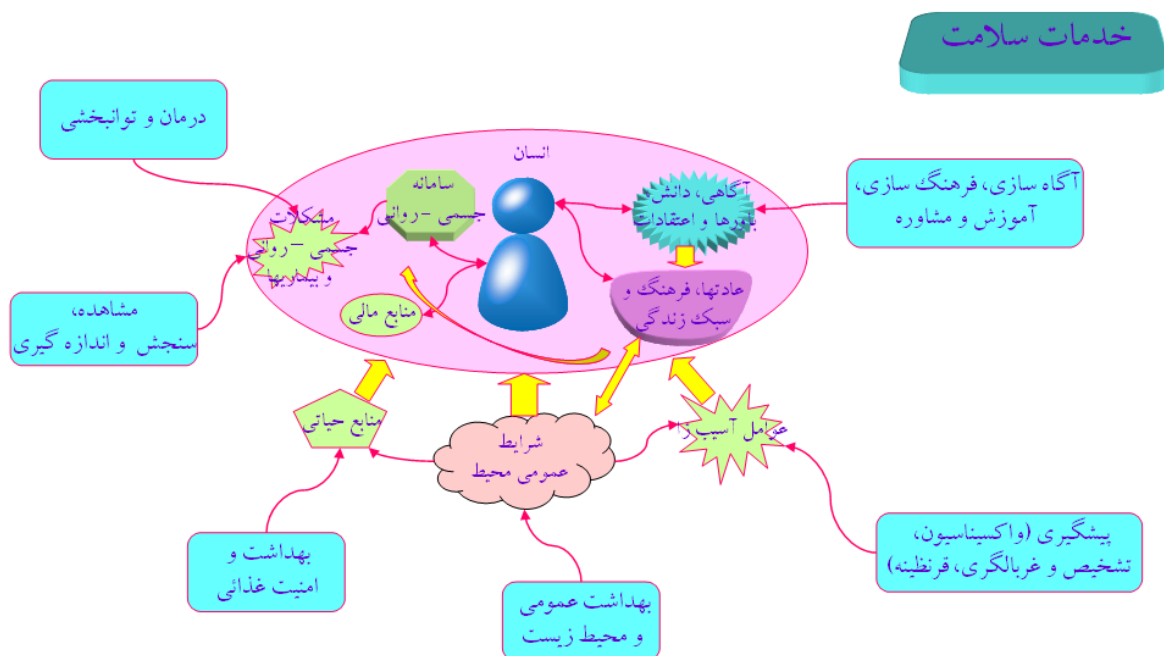 خدمات سلامت
درمان و توانبخشی
انسان
آگاه سازی، فرهنگ سازی،
آموزش و مشاوره
آگاهی، دانش،
باورها و اعتقادات
سامانه
جسمی -روانی
مشکلات
جسمی -روانی
و بیماریها
عادتها، فرهنگ و
سبک زندگی
منابع مالی
مشاهده،
سنجش و اندازه گیری
منابع حیاتی
شرایط
عمومی محیط
عوامل آسیب زا
پیشگیری (واکسیناسیون،
تشخیص و غربالگری، قرنظینه)
بهداشت و
امنیت غذائی
بهداشت عمومی
و محیط زیست